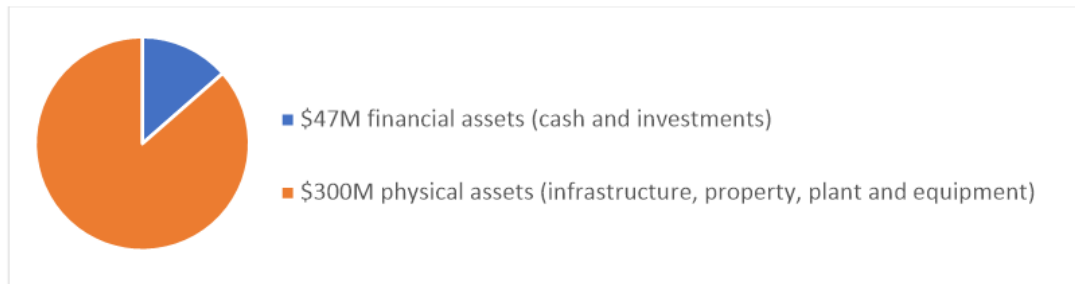 $47M financial assets (cash and investments)
$300M physical assets (infrastructure, property, plant and equipment)